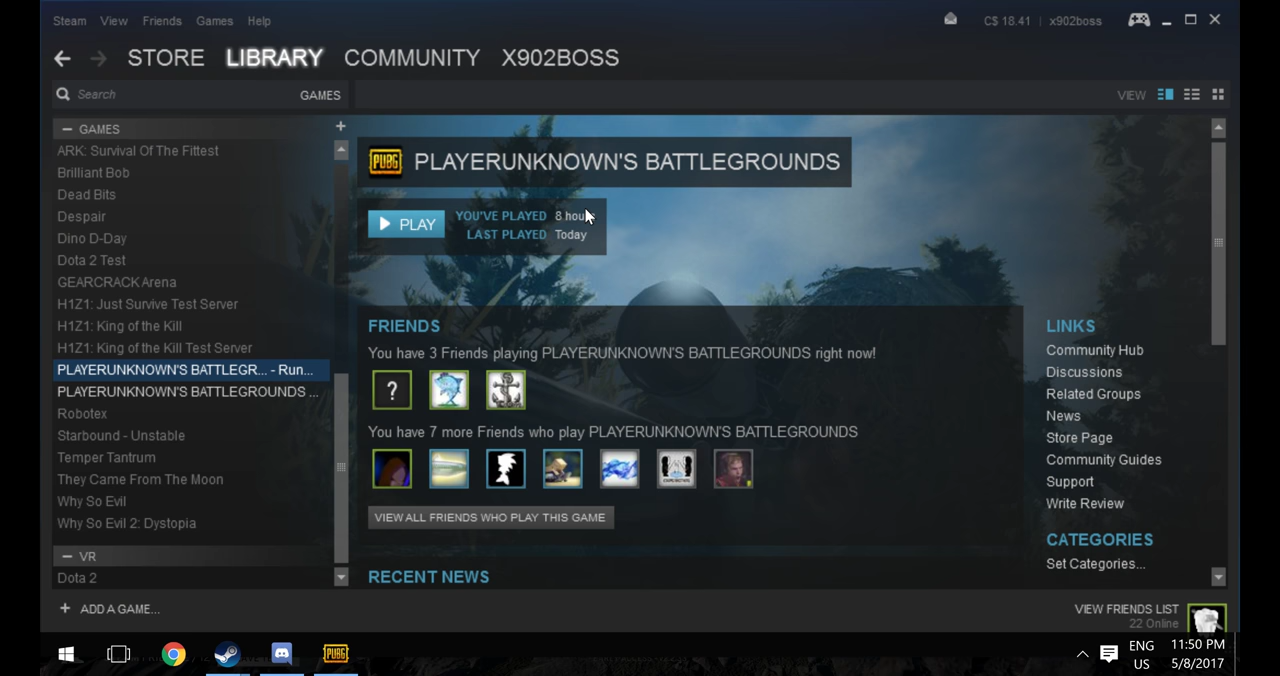 Steam View Friends Games Help
C$ 18.41 | x902boss
STORE LIBRARY COMMUNITY X902BOSS
Search GAMES
VIEW
GAMES
ARK: Survival Of The Fittest
Brilliant Bob
Dead Bits
Despair
Dino D-Day
Dota 2 Test
GEARCRACK Arena
H1Z1: Just Survive Test Server
H1Z1: King of the Kill
H1Z1: King of the Kill Test Server
PLAYERUNKNOWN'S BATTLEGR... - Run...
PLAYERUNKNOWN'S BATTLEGROUNDS ...
Robotex
Starbound - Unstable
Temper Tantrum
They Came From The Moon
Why So Evil
Why So Evil 2: Dystopia
VR
Dota 2
+ ADD A GAME...
PUBG PLAYERUNKNOWN'S BATTLEGROUNDS
PLAY
YOU'VE PLAYED 8 hours
LAST PLAYED Today
FRIENDS
You have 3 Friends playing PLAYERUNKNOWN'S BATTLEGROUNDS right now!
?
You have 7 more Friends who play PLAYERUNKNOWN'S BATTLEGROUNDS
VIEW ALL FRIENDS WHO PLAY THIS GAME
RECENT NEWS
LINKS
Community Hub
Discussions
Related Groups
News
Store Page
Community Guides
Support
Write Review
CATEGORIES
Set Categories...
VIEW FRIENDS LIST
22 Online
PUBG
ENG
US
11:50 PM
5/8/2017